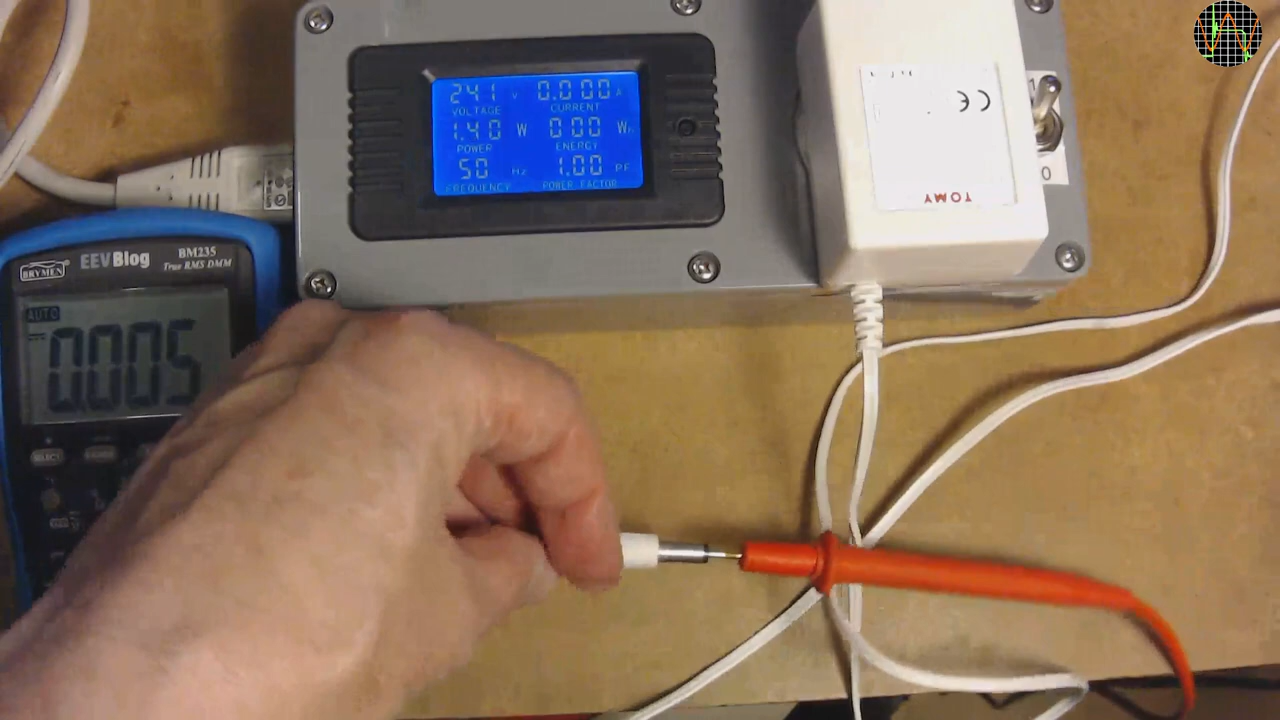 241 V 0.000 A
VOLTAGE CURRENT
1.40 W 000 Wh
POWER ENERGY
50 Hz 1.00 PF
FREQUENCY POWER FACTOR
CE
TOMY
0
BRYMEN EEVBlog BM235
True RMS DMM
AUTO
0.005
SELECT